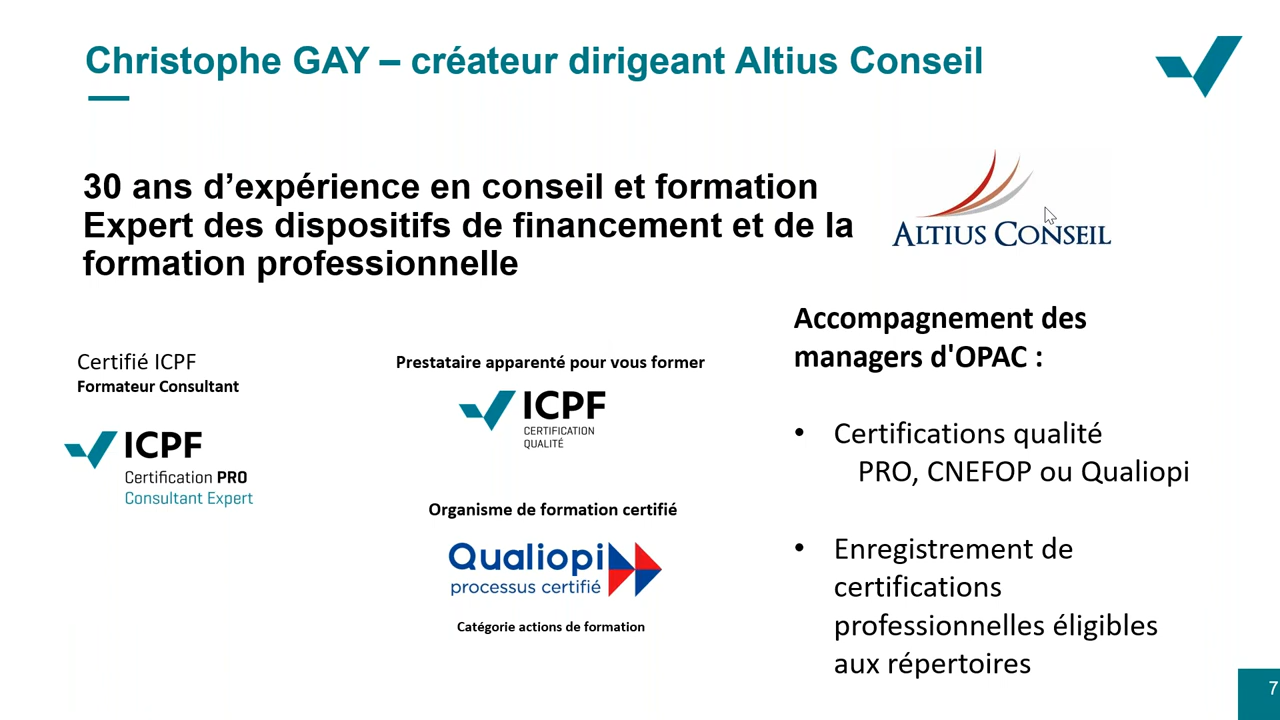 Christophe GAY – créateur dirigeant Altius Conseil
30 ans d’expérience en conseil et formation
Expert des dispositifs de financement et de la
formation professionnelle
ALTIUS CONSEIL
Certifié ICPF
Formateur Consultant
ICPF
Certification PRO
Consultant Expert
Prestataire apparenté pour vous former
ICPF
CERTIFICATION
QUALITÉ
Organisme de formation certifié
Qualiopi
processus certifié
Catégorie actions de formation
Accompagnement des
managers d'OPAC :
• Certifications qualité
PRO, CNEFOP ou Qualiopi
• Enregistrement de
certifications
professionnelles éligibles
aux répertoires
7